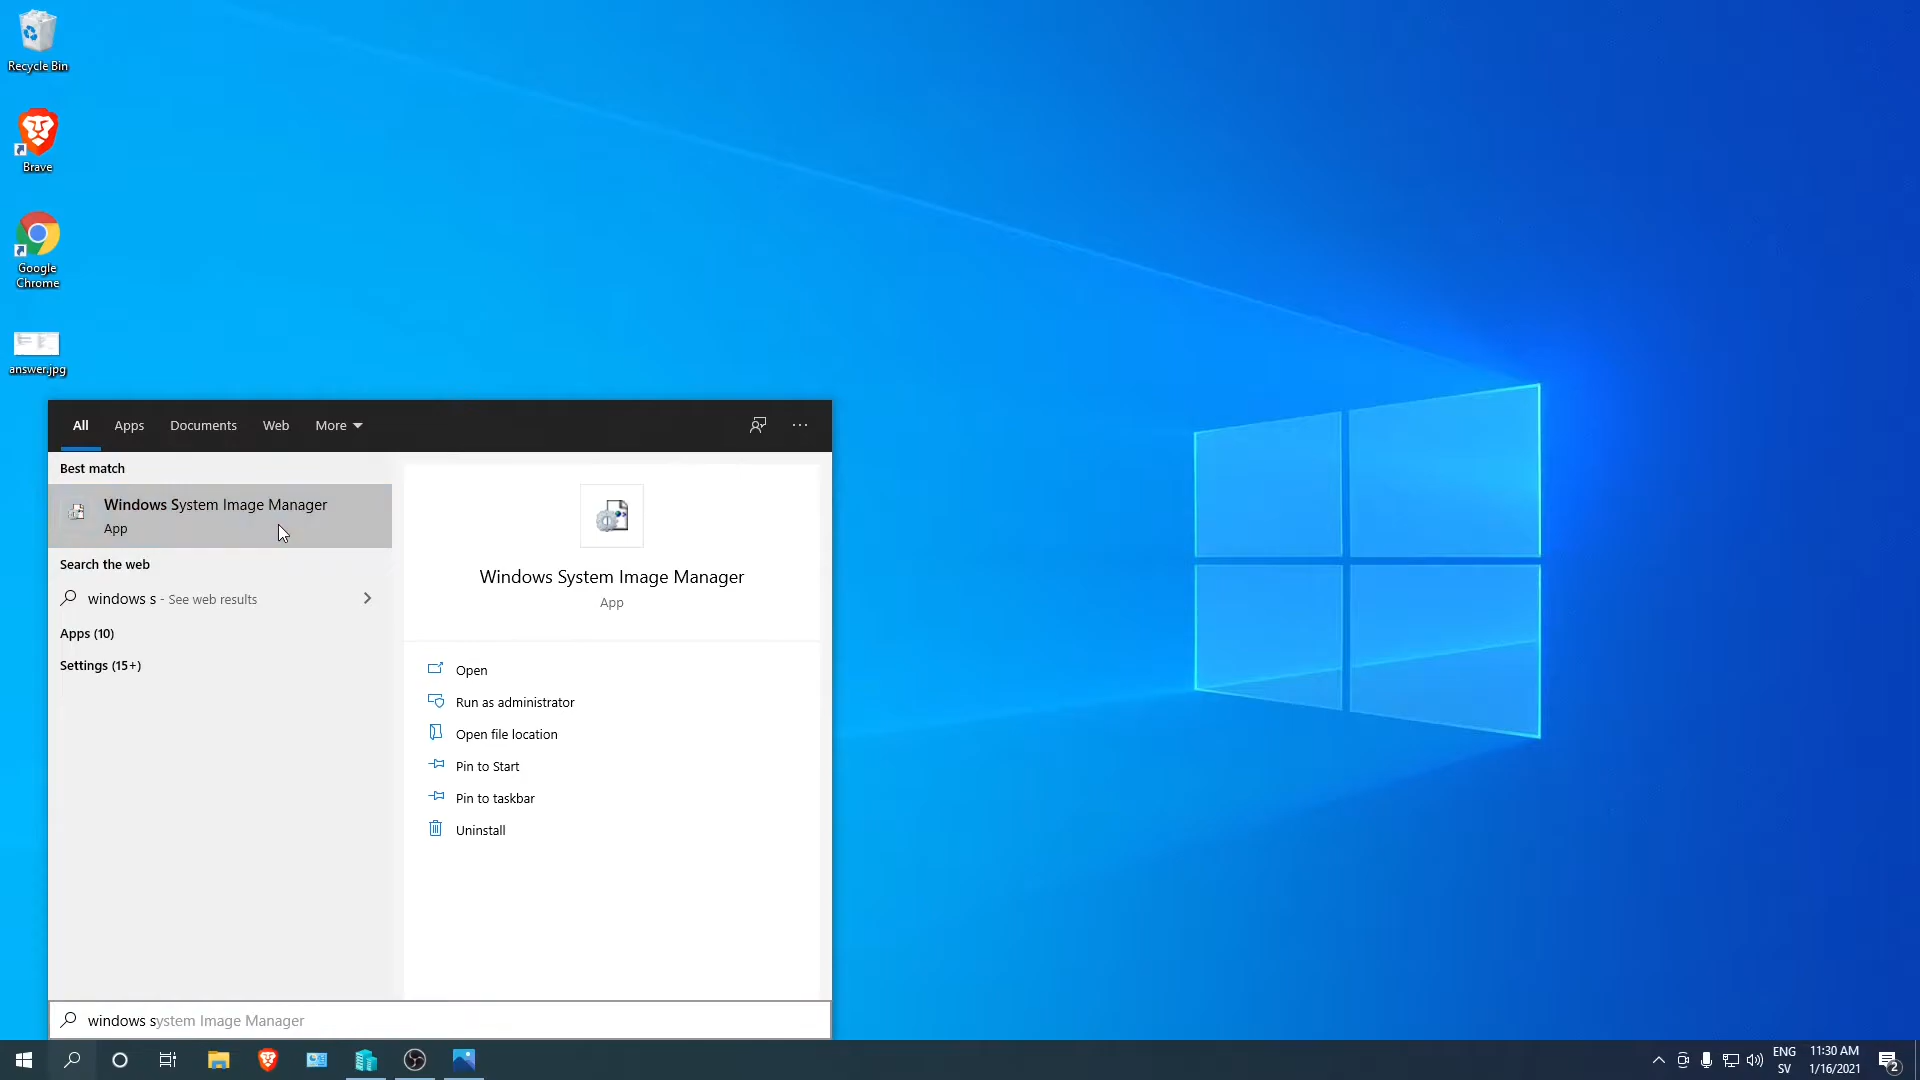 Recycle Bin
Brave
Google
Chrome
answer.jpg
All Apps Documents Web More
Best match
Windows System Image Manager
App
Search the web
windows s - See web results
Apps (10)
Settings (15+)
Windows System Image Manager
App
Open
Run as administrator
Open file location
Pin to Start
Pin to taskbar
Uninstall
windows system Image Manager
ENG
SV
11:30 AM
1/16/2021
2